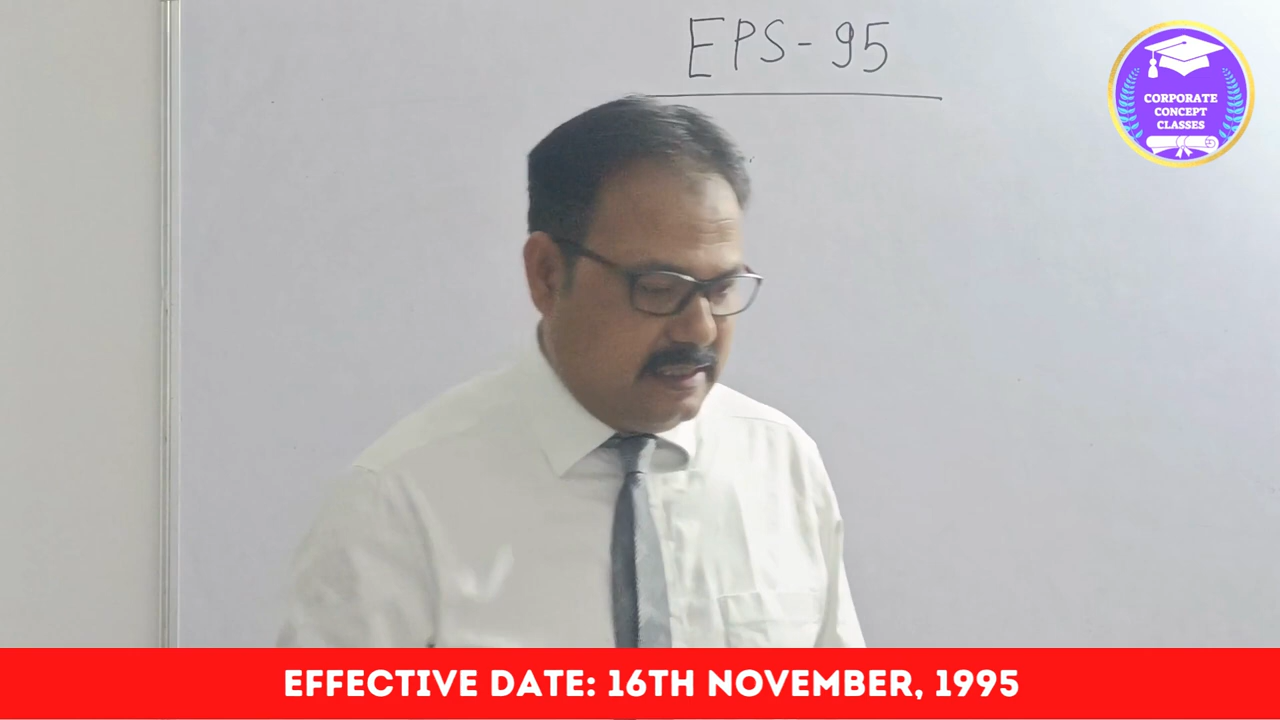 EPS-95
CORPORATE
CONCEPT
CLASSES
EFFECTIVE DATE: 16TH NOVEMBER, 1995